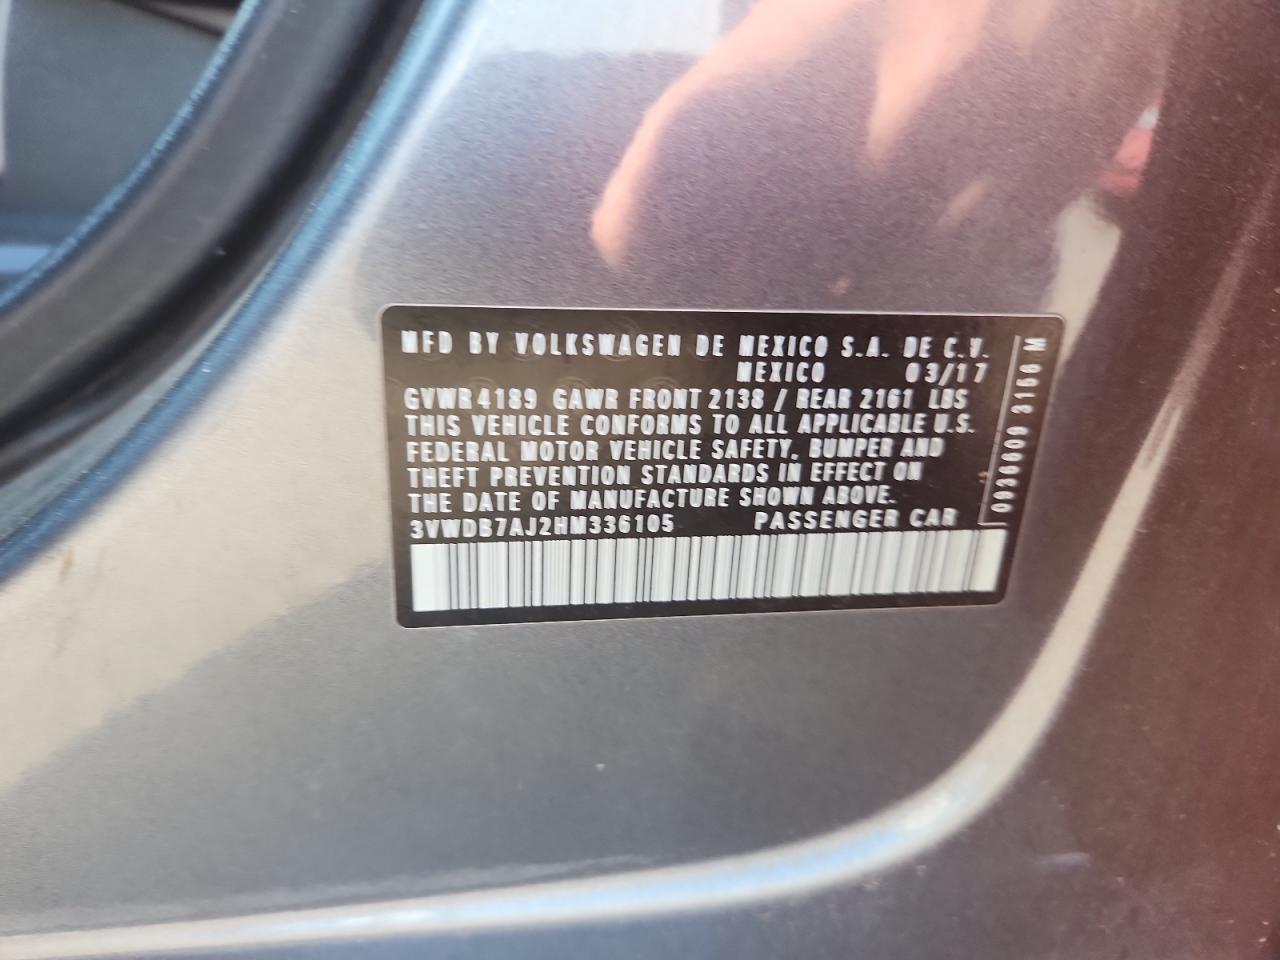 MFD BY VOLKSWAGEN DE MEXICO S.A. DE C.V.
MEXICO 03/17
GVWR 4189 GAWR FRONT 2138 / REAR 2161 LBS
THIS VEHICLE CONFORMS TO ALL APPLICABLE U.S.
FEDERAL MOTOR VEHICLE SAFETY, BUMPER AND
THEFT PREVENTION STANDARDS IN EFFECT ON
THE DATE OF MANUFACTURE SHOWN ABOVE.
3VWDB7AJ2HM336105 PASSENGER CAR
M